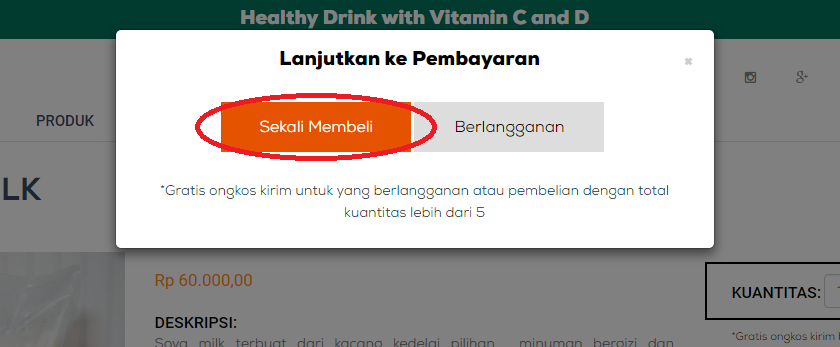 Healthy Drink with Vitamin C and D
Lanjutkan ke Pembayaran
×
PRODUK
Sekali Membeli
Berlangganan
LK
*Gratis ongkos kirim untuk yang berlangganan atau pembelian dengan total
kuantitas lebih dari 5
Rp 60.000,00
KUANTITAS:
DESKRIPSI:
*Gratis ongkos kirim
Soya milk terbuat dari kacang kedelai pilihan, minuman bergizi dan